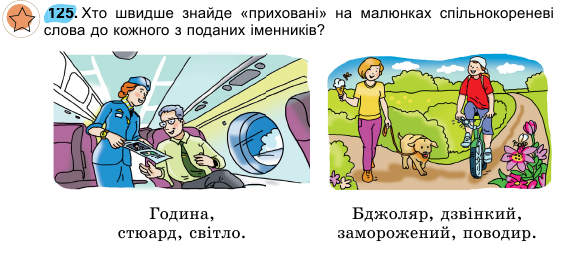 125. Хто швидше знайде «приховані» на малюнках спільнокореневі
слова до кожного з поданих іменників?
Година,
стюард, світло.
Бджоляр, дзвінкий,
заморожений, поводир.